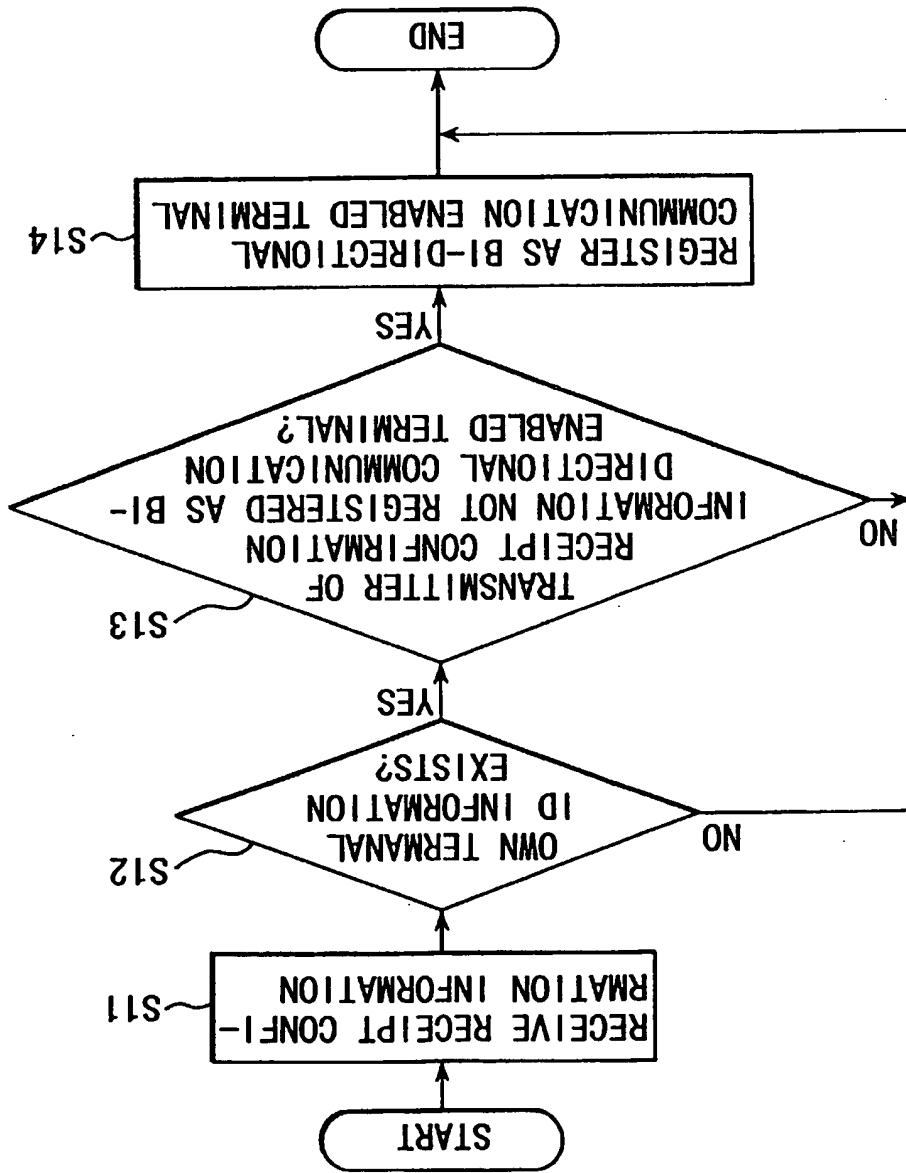 START
RECEIVE RECEIPT CONFI-
RMATION INFORMATION
S11
OWN TERMANAL
ID INFORMATION
EXISTS?
S12
NO
YES
TRANSMITTER OF
RECEIPT CONFIRMATION
INFORMATION NOT REGISTERED AS BI-
DIRECTIONAL COMMUNICATION
ENABLED TERMINAL?
S13
NO
YES
REGISTER AS BI-DIRECTIONAL
COMMUNICATION ENABLED TERMINAL
S14
END